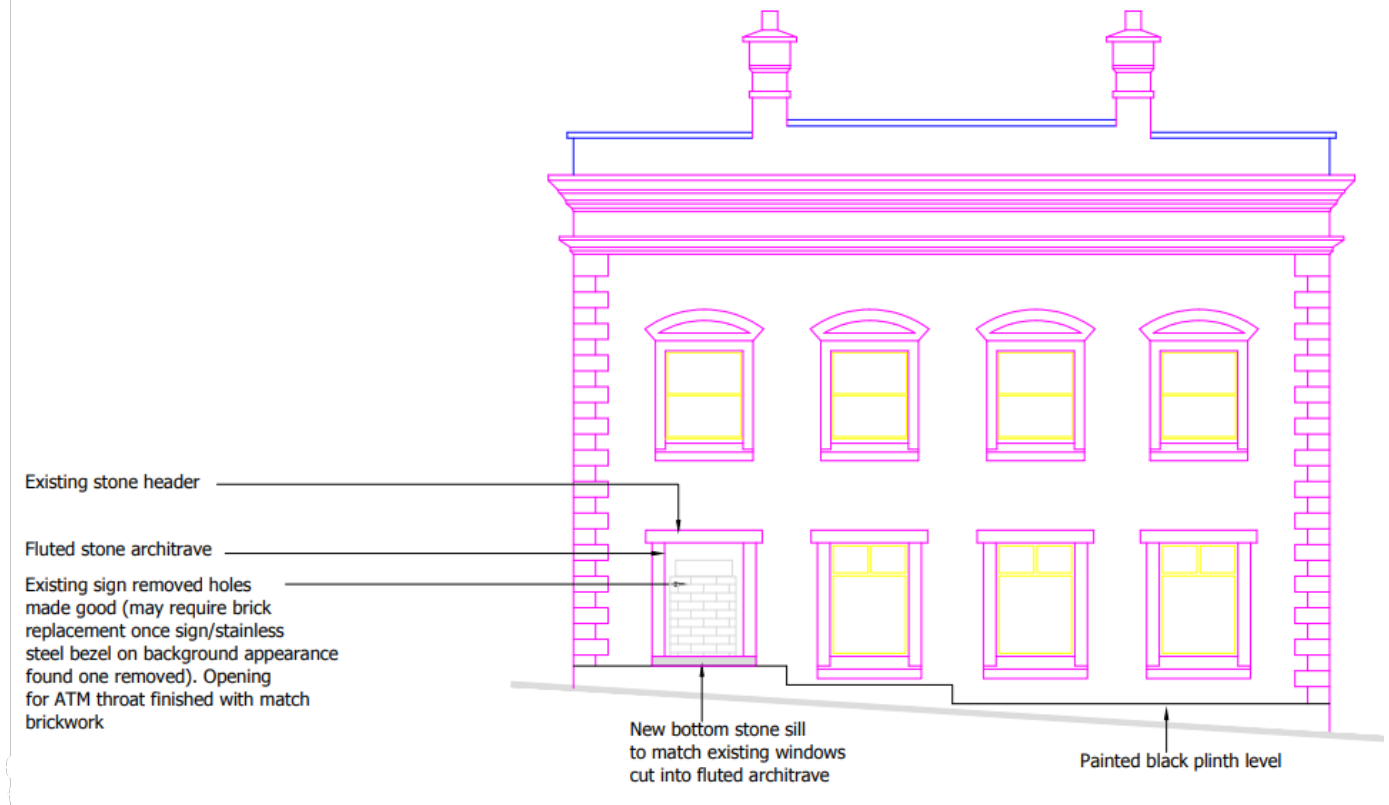 Existing stone header
Fluted stone architrave
Existing sign removed holes
made good (may require brick
replacement once sign/stainless
steel bezel on background appearance
found one removed). Opening
for ATM throat finished with match
brickwork
New bottom stone sill
to match existing windows
cut into fluted architrave
Painted black plinth level